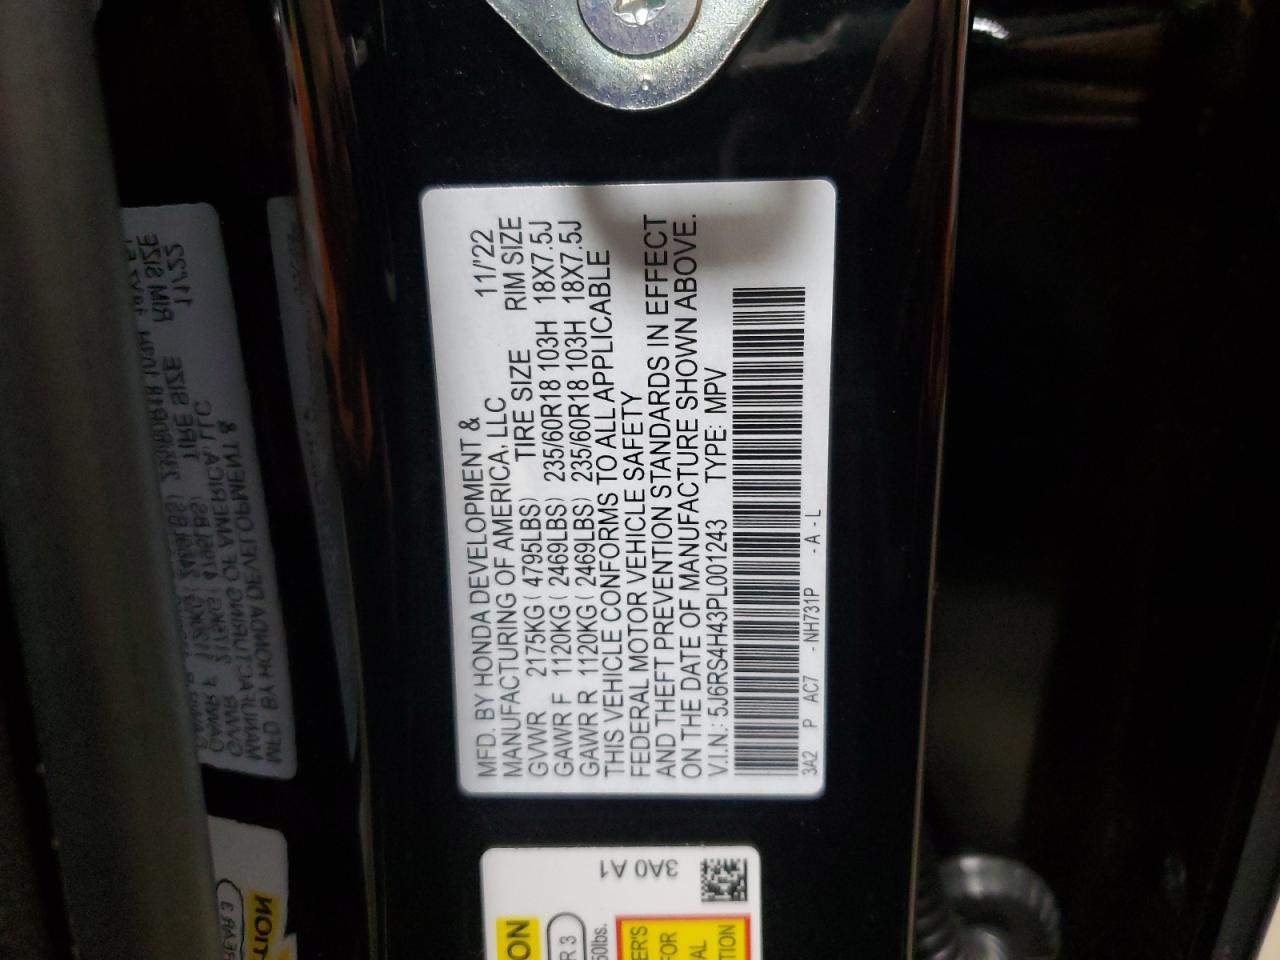 MFD. BY HONDA DEVELOPMENT &
MANUFACTURING OF AMERICA, LLC 11/'22
TIRE SIZE RIM SIZE
GVWR 2175KG ( 4795LBS)
GAWR F 1120KG ( 2469LBS) 235/60R18 103H 18X7.5J
GAWR R 1120KG ( 2469LBS) 235/60R18 103H 18X7.5J
THIS VEHICLE CONFORMS TO ALL APPLICABLE
FEDERAL MOTOR VEHICLE SAFETY
AND THEFT PREVENTION STANDARDS IN EFFECT
ON THE DATE OF MANUFACTURE SHOWN ABOVE.
V.I.N.: 5J6RS4H43PL001243 TYPE: MPV
3A2 P AC7 -NH731P -A-L
3A0 A1